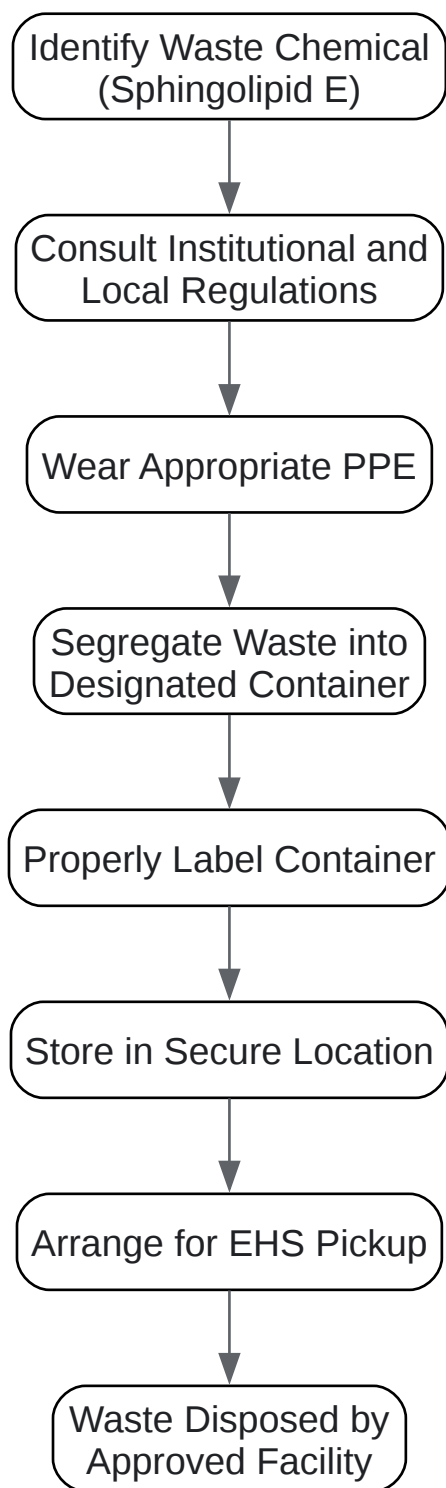 Identify Waste Chemical
(Sphingolipid E)
Consult Institutional and
Local Regulations
Wear Appropriate PPE
Segregate Waste into
Designated Container
Properly Label Container
Store in Secure Location
Arrange for EHS Pickup
Waste Disposed by
Approved Facility